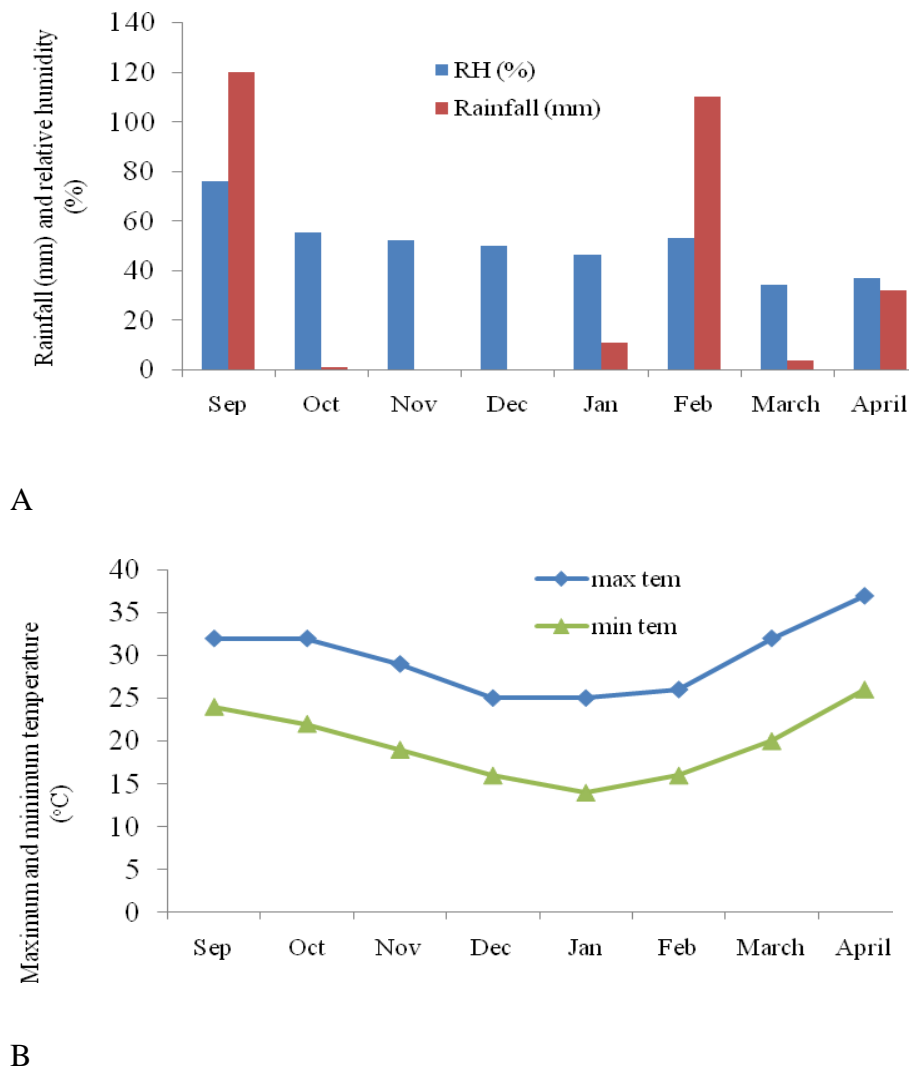 140
120
100
80
60
40
20
0
Rainfall (mm) and relative humidity
(%)
RH (%)
Rainfall (mm)
Sep Oct Nov Dec Jan Feb March April
A
40
35
30
25
20
15
10
5
0
Maximum and minimum temperature
(°C)
max tem
min tem
Sep Oct Nov Dec Jan Feb March April
B